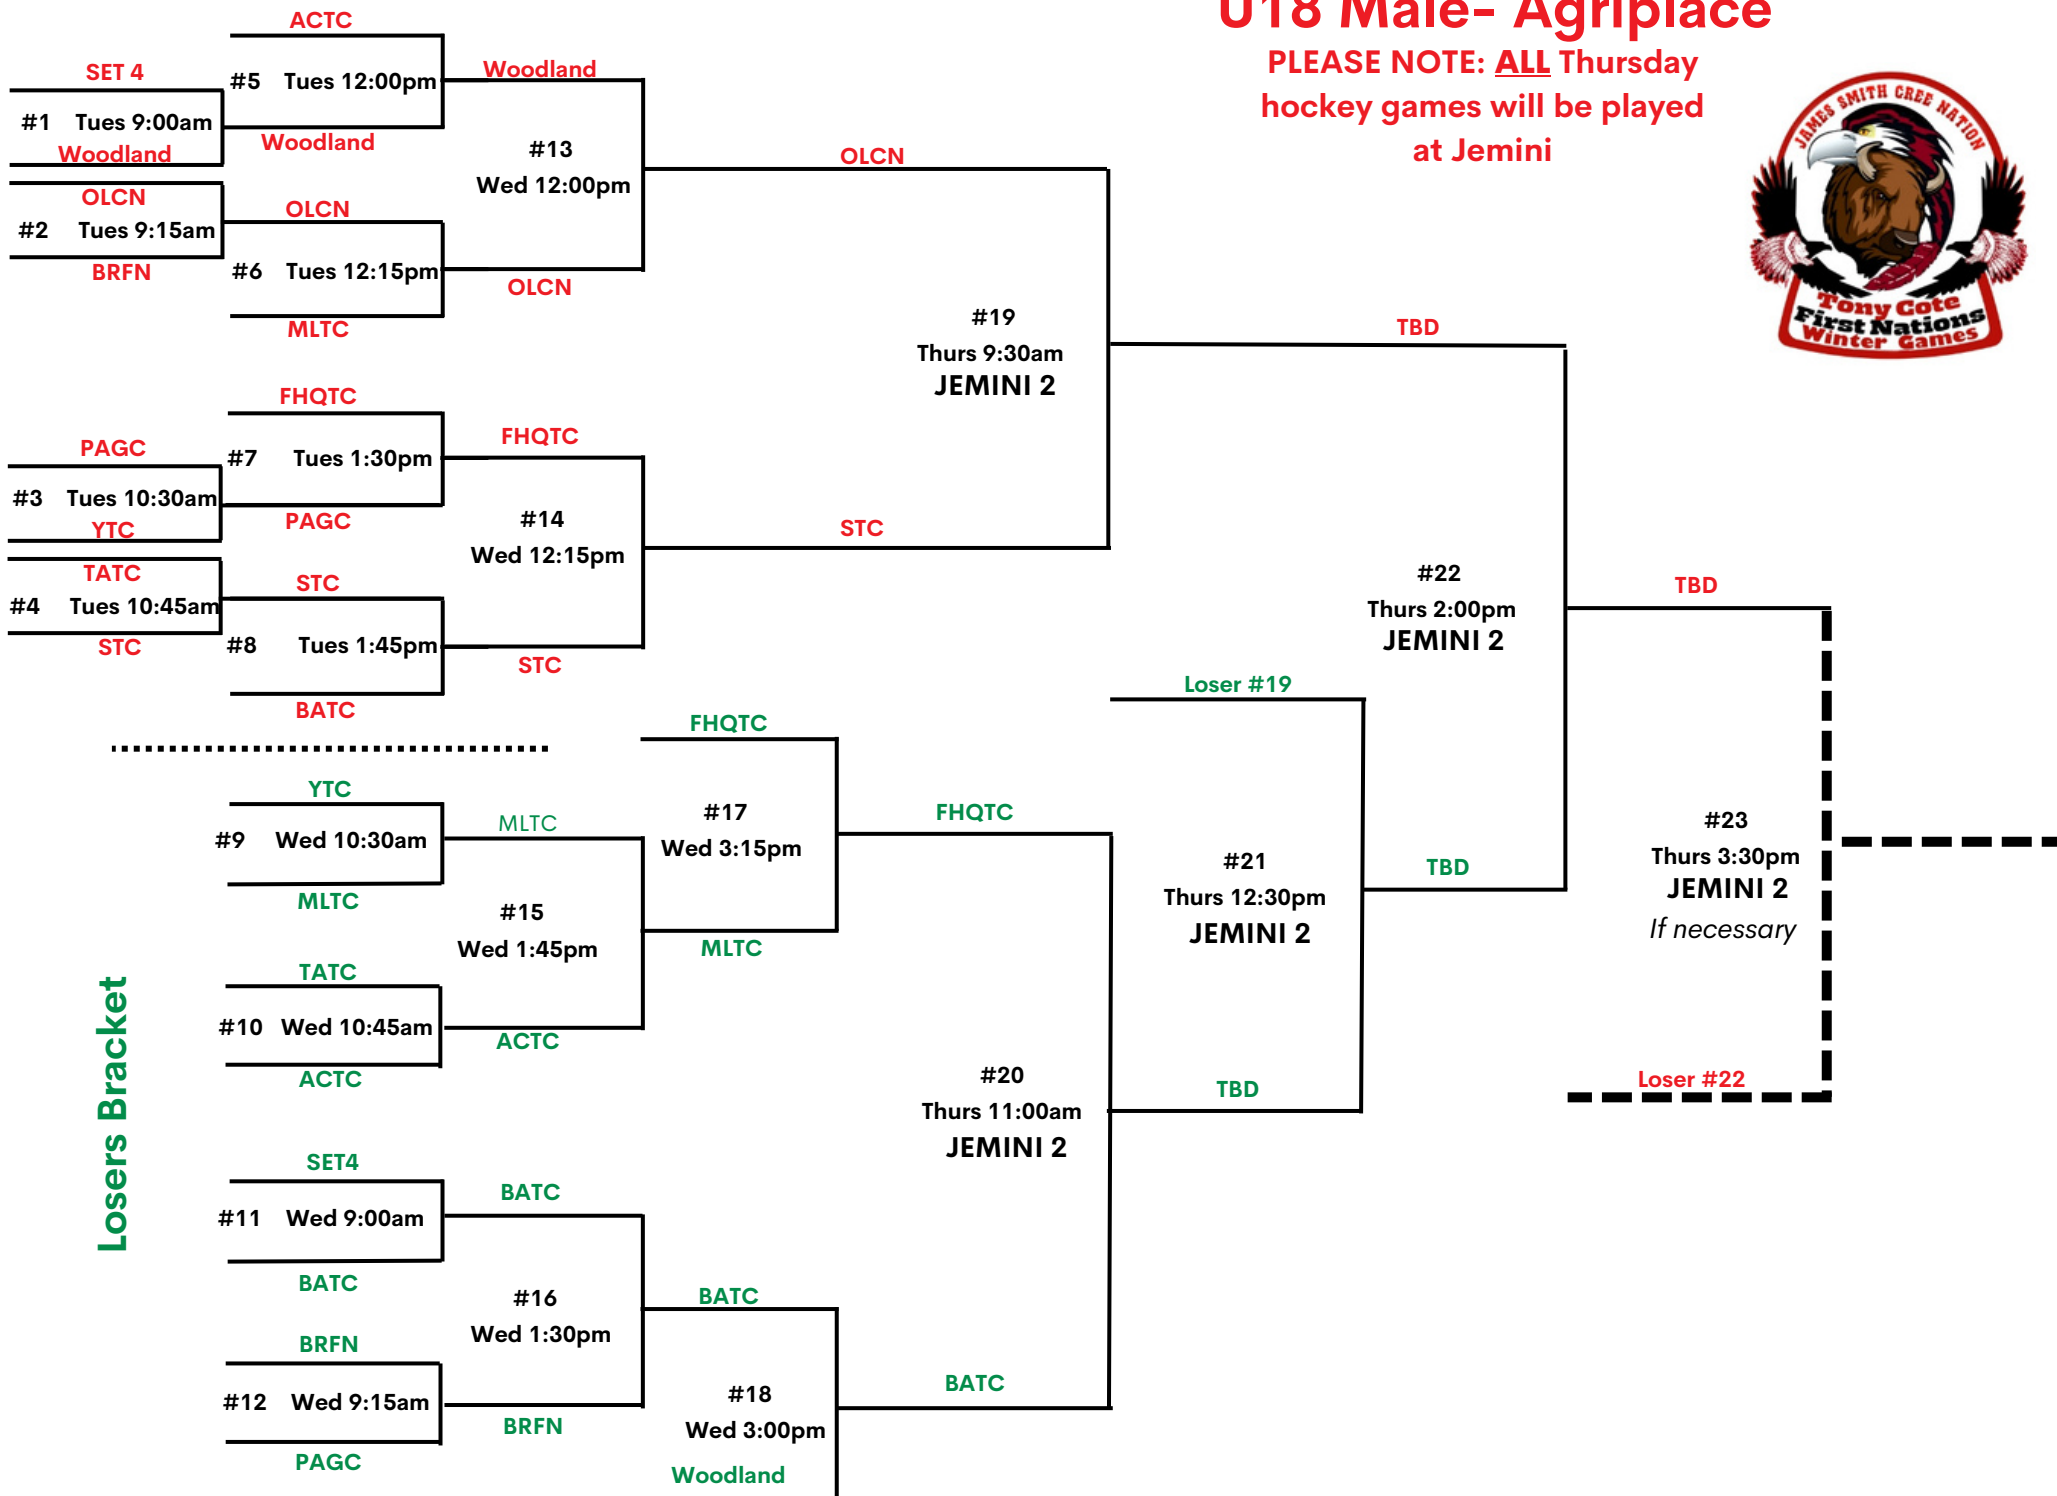 U18 Male- Agriplace
PLEASE NOTE: ALL Thursday
hockey games will be played
at Jemini
JAMES SMITH CREE NATION
Tony Cote
First Nations
Winter Games
ACTC
SET 4
#5 Tues 12:00pm
Woodland
#1 Tues 9:00am
Woodland
Woodland
#13
Wed 12:00pm
OLCN
OLCN
OLCN
#2 Tues 9:15am
BRFN
#6 Tues 12:15pm
OLCN
MLTC
#19
Thurs 9:30am
JEMINI 2
TBD
FHQTC
PAGC
#7 Tues 1:30pm
FHQTC
#3 Tues 10:30am
YTC
PAGC
#14
Wed 12:15pm
STC
TATC
STC
#4 Tues 10:45am
STC
#8 Tues 1:45pm
STC
BATC
#22
Thurs 2:00pm
JEMINI 2
TBD
Loser #19
FHQTC
YTC
#9 Wed 10:30am
MLTC
MLTC
#17
Wed 3:15pm
FHQTC
#15
Wed 1:45pm
MLTC
#21
Thurs 12:30pm
JEMINI 2
TBD
#23
Thurs 3:30pm
JEMINI 2
If necessary
Losers Bracket
TATC
#10 Wed 10:45am
ACTC
ACTC
#20
Thurs 11:00am
JEMINI 2
TBD
Loser #22
SET4
#11 Wed 9:00am
BATC
BATC
#16
Wed 1:30pm
BATC
BRFN
#12 Wed 9:15am
BRFN
PAGC
#18
Wed 3:00pm
Woodland
BATC